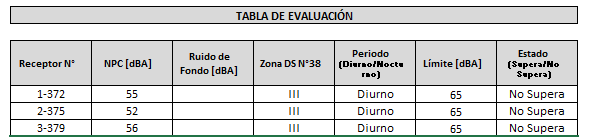 TABLA DE EVALUACIÓN
Receptor N° NPC [dBA] Ruido de Fondo [dBA] Zona DS N°38 Periodo (Diurno/Nocturno) Límite [dBA] Estado (Supera/No Supera)
1-372 55 III Diurno 65 No Supera
2-375 52 III Diurno 65 No Supera
3-379 56 III Diurno 65 No Supera